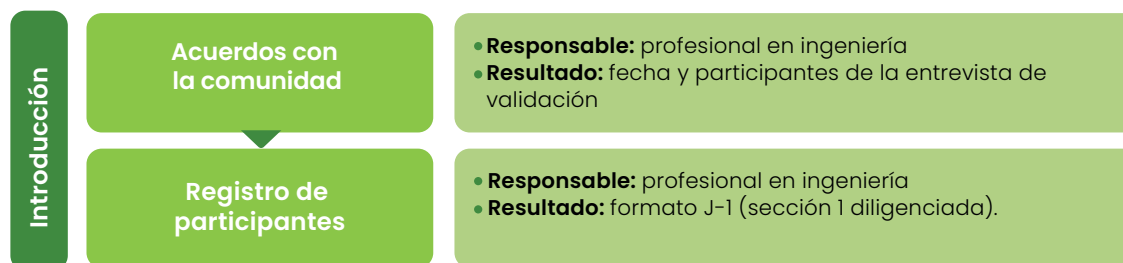 Introducción
Acuerdos con
la comunidad
• Responsable: profesional en ingeniería
• Resultado: fecha y participantes de la entrevista de
validación
Registro de
participantes
• Responsable: profesional en ingeniería
• Resultado: formato J-1 (sección 1 diligenciada).